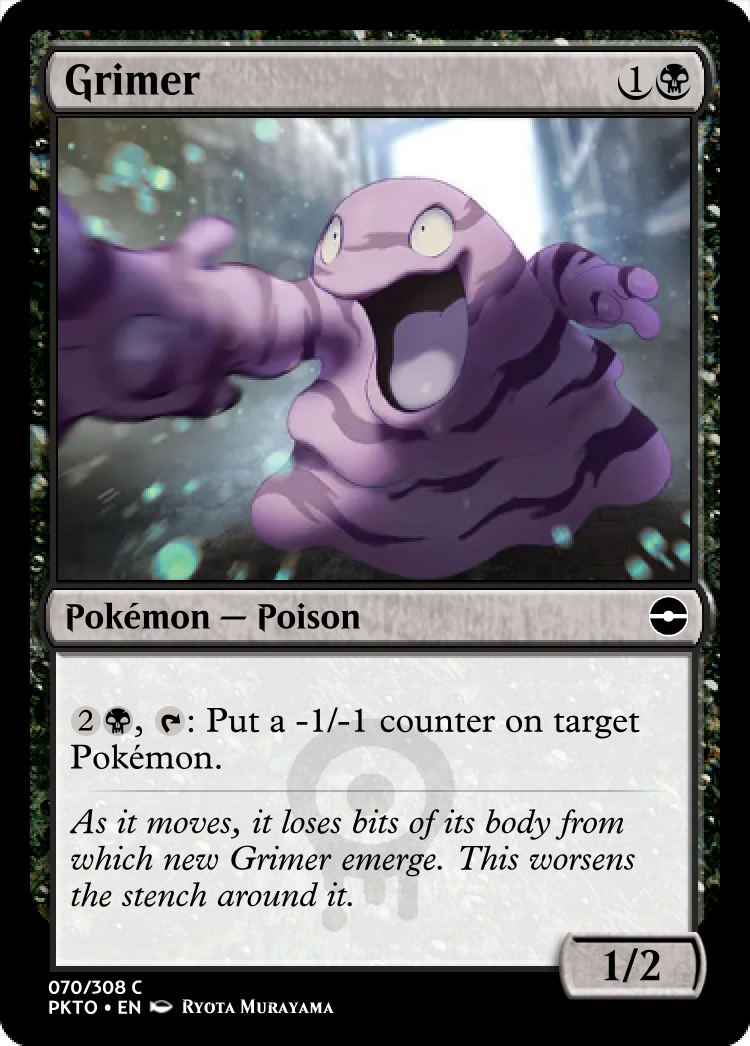 Grimer 1
Pokémon — Poison
2, : Put a -1/-1 counter on target
Pokémon.
As it moves, it loses bits of its body from
which new Grimer emerge. This worsens
the stench around it.
1/2
070/308 C
PKTO • EN Ryota Murayama